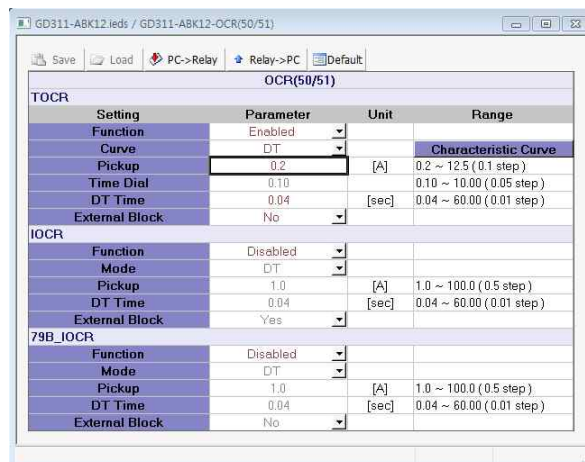 GD311-ABK12.ieds / GD311-ABK12-OCR(50/51)
Save Load PC->Relay Relay->PC Default
OCR(50/51)
TOCR
Setting Parameter Unit Range
Function Enabled
Curve DT Characteristic Curve
Pickup 0.2 [A] 0.2 ~ 12.5 ( 0.1 step )
Time Dial 0.10 0.10 ~ 10.00 ( 0.05 step )
DT Time 0.04 [sec] 0.04 ~ 60.00 ( 0.01 step )
External Block No
IOCR
Function Disabled
Mode DT
Pickup 1.0 [A] 1.0 ~ 100.0 ( 0.5 step )
DT Time 0.04 [sec] 0.04 ~ 60.00 ( 0.01 step )
External Block Yes
79B_IOCR
Function Disabled
Mode DT
Pickup 1.0 [A] 1.0 ~ 100.0 ( 0.5 step )
DT Time 0.04 [sec] 0.04 ~ 60.00 ( 0.01 step )
External Block No